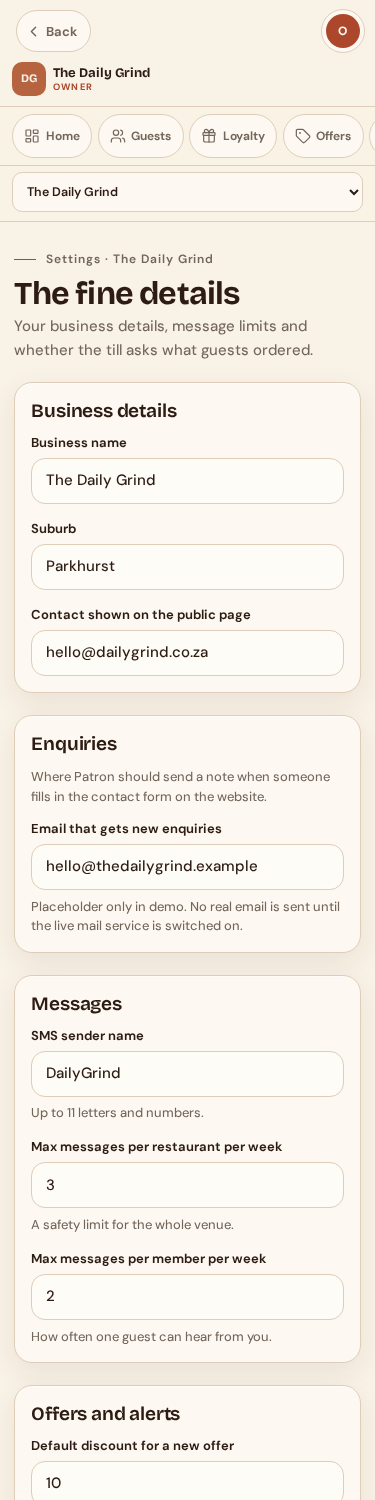 Back
O
DG
The Daily Grind
OWNER
Home
Guests
Loyalty
Offers
The Daily Grind
Settings · The Daily Grind
The fine details
Your business details, message limits and
whether the till asks what guests ordered.
Business details
Business name
The Daily Grind
Suburb
Parkhurst
Contact shown on the public page
hello@dailygrind.co.za
Enquiries
Where Patron should send a note when someone
fills in the contact form on the website.
Email that gets new enquiries
hello@thedailygrind.example
Placeholder only in demo. No real email is sent until
the live mail service is switched on.
Messages
SMS sender name
DailyGrind
Up to 11 letters and numbers.
Max messages per restaurant per week
3
A safety limit for the whole venue.
Max messages per member per week
2
How often one guest can hear from you.
Offers and alerts
Default discount for a new offer
10